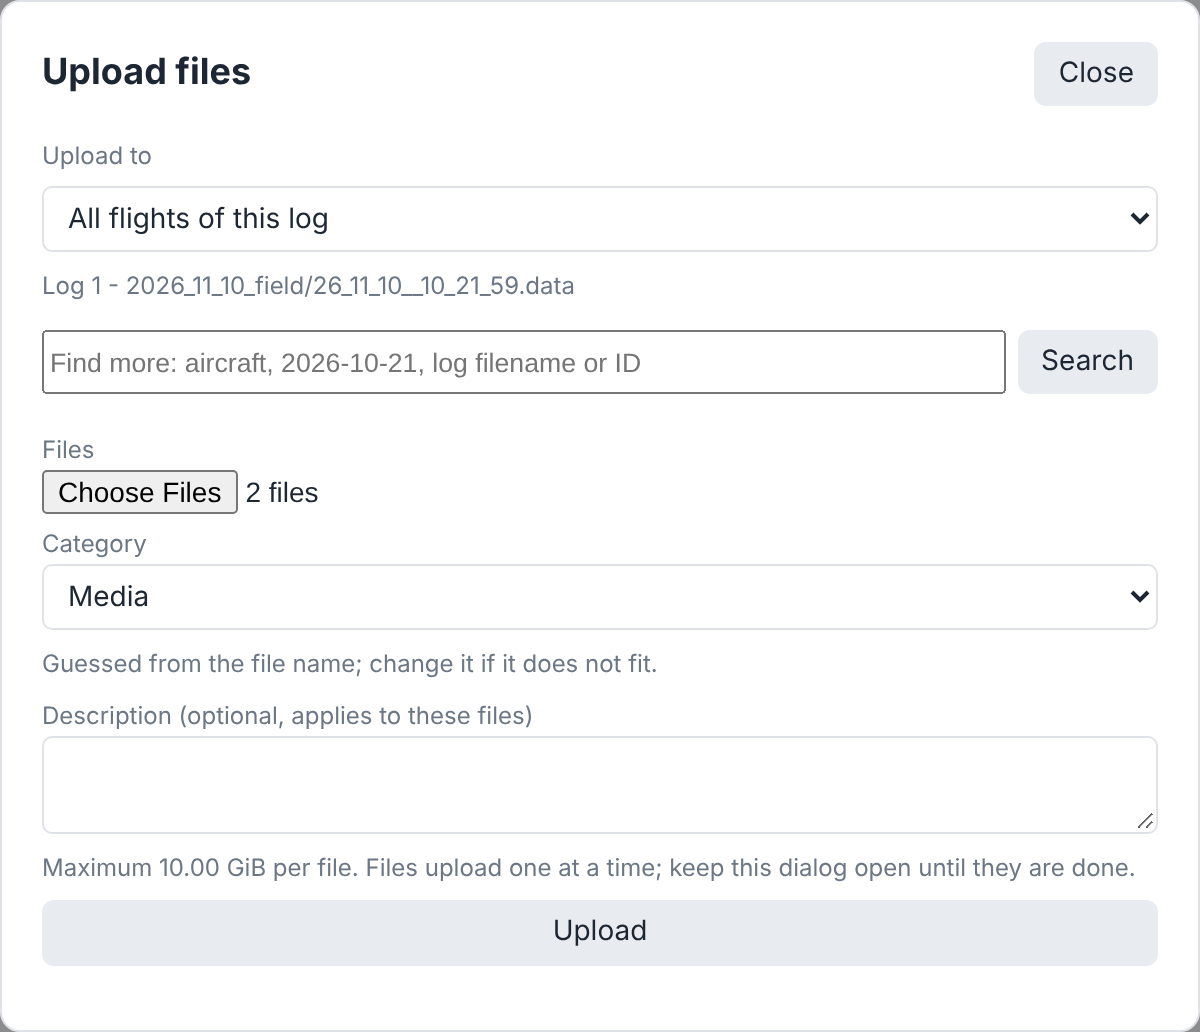 Upload files
Close
Upload to
All flights of this log
Log 1 - 2026_11_10_field/26_11_10__10_21_59.data
Find more: aircraft, 2026-10-21, log filename or ID
Search
Files
Choose Files 2 files
Category
Media
Guessed from the file name; change it if it does not fit.
Description (optional, applies to these files)
Maximum 10.00 GiB per file. Files upload one at a time; keep this dialog open until they are done.
Upload